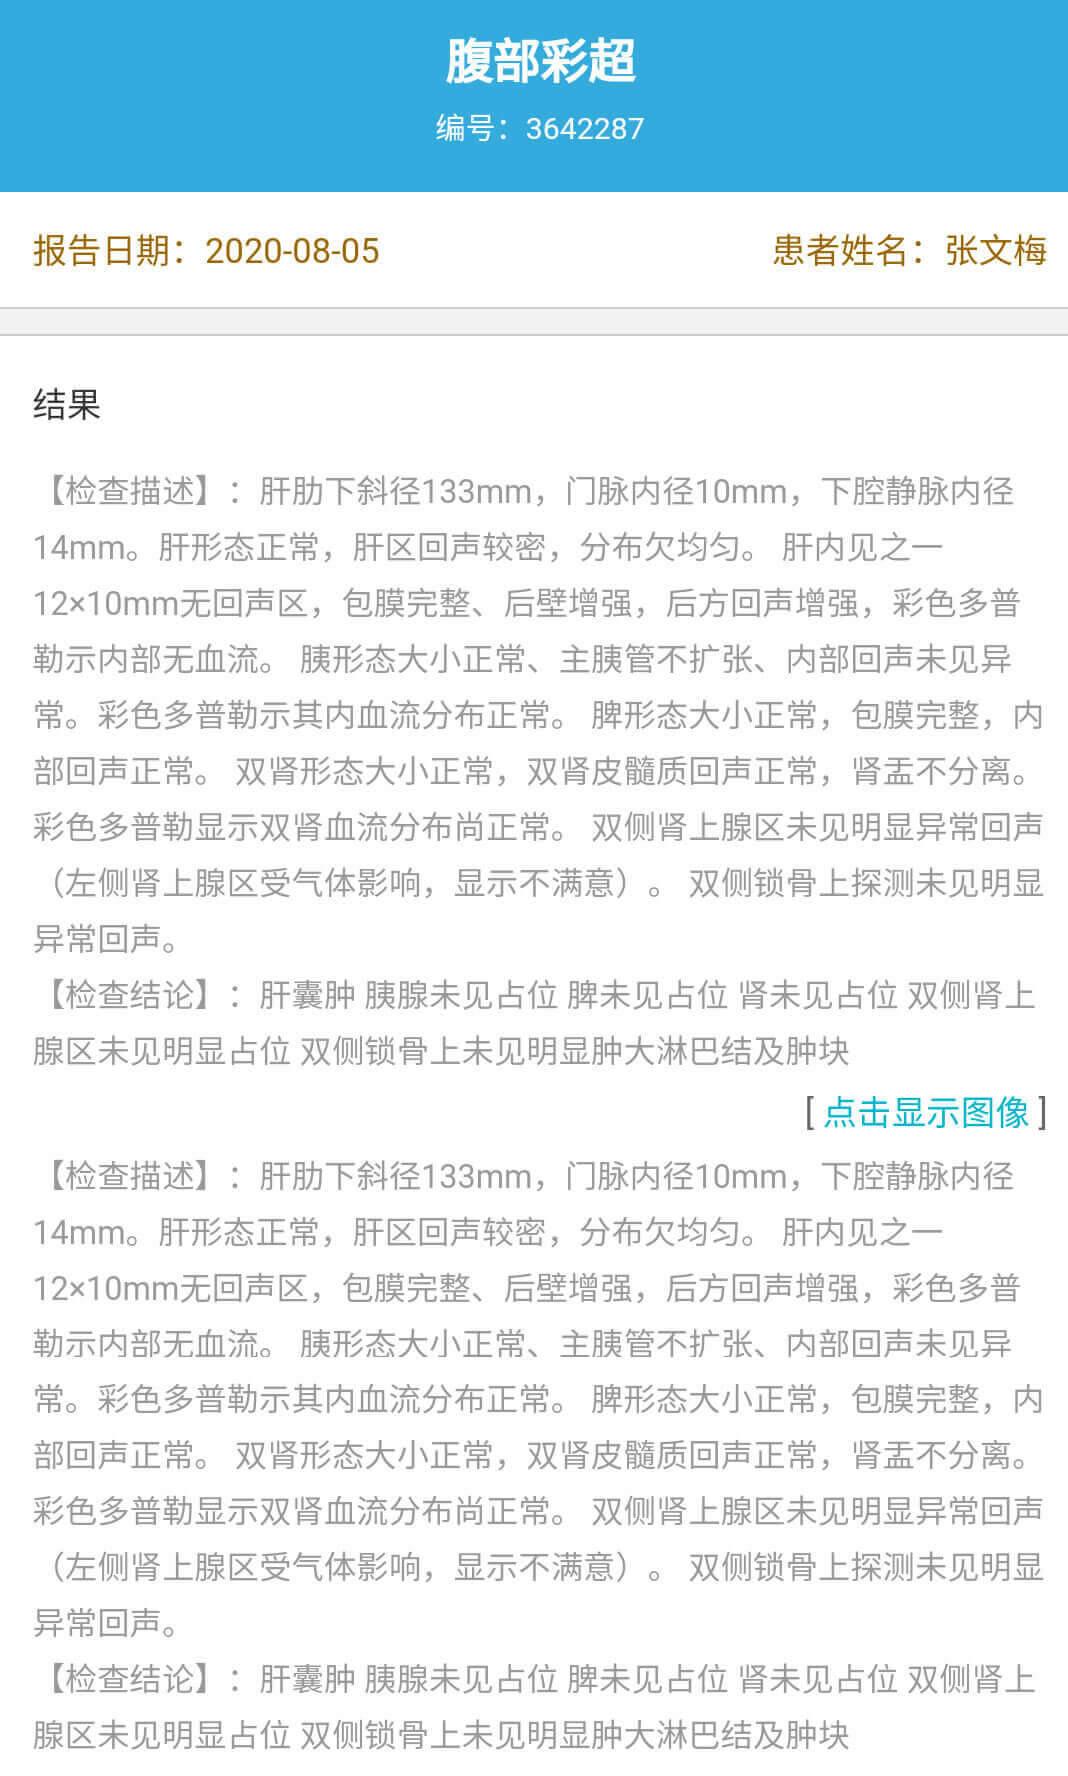 腹部彩超
编号：3642287
报告日期：2020-08-05 患者姓名：张文梅
结果
【检查描述】：肝肋下斜径133mm，门脉内径10mm，下腔静脉内径
14mm。肝形态正常，肝区回声较密，分布欠均匀。 肝内见之一
12×10mm无回声区，包膜完整、后壁增强，后方回声增强，彩色多普
勒示内部无血流。 胰形态大小正常、主胰管不扩张、内部回声未见异
常。彩色多普勒示其内血流分布正常。 脾形态大小正常，包膜完整，内
部回声正常。 双肾形态大小正常，双肾皮髓质回声正常，肾盂不分离。
彩色多普勒显示双肾血流分布尚正常。 双侧肾上腺区未见明显异常回声
（左侧肾上腺区受气体影响，显示不满意）。 双侧锁骨上探测未见明显
异常回声。
【检查结论】：肝囊肿 胰腺未见占位 脾未见占位 肾未见占位 双侧肾上
腺区未见明显占位 双侧锁骨上未见明显肿大淋巴结及肿块
[ 点击显示图像 ]
【检查描述】：肝肋下斜径133mm，门脉内径10mm，下腔静脉内径
14mm。肝形态正常，肝区回声较密，分布欠均匀。 肝内见之一
12×10mm无回声区，包膜完整、后壁增强，后方回声增强，彩色多普
勒示内部无血流。 胰形态大小正常、主胰管不扩张、内部回声未见异
常。彩色多普勒示其内血流分布正常。 脾形态大小正常，包膜完整，内
部回声正常。 双肾形态大小正常，双肾皮髓质回声正常，肾盂不分离。
彩色多普勒显示双肾血流分布尚正常。 双侧肾上腺区未见明显异常回声
（左侧肾上腺区受气体影响，显示不满意）。 双侧锁骨上探测未见明显
异常回声。
【检查结论】：肝囊肿 胰腺未见占位 脾未见占位 肾未见占位 双侧肾上
腺区未见明显占位 双侧锁骨上未见明显肿大淋巴结及肿块